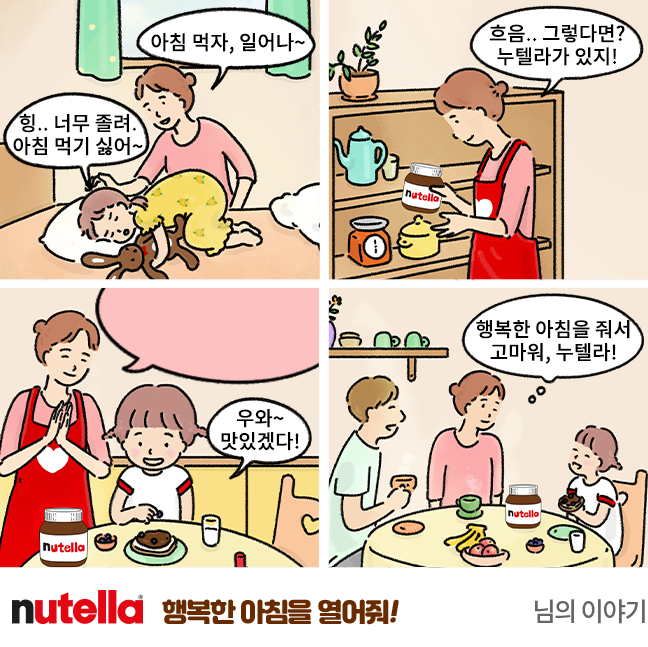 아침 먹자, 일어나~
힝.. 너무 졸려.
아침 먹기 싫어~
흐음.. 그렇다면?
누텔라가 있지!
nutella
우와~
맛있겠다!
nutella
행복한 아침을 줘서
고마워, 누텔라!
nutella
nutella® 행복한 아침을 열어줘! 님의 이야기